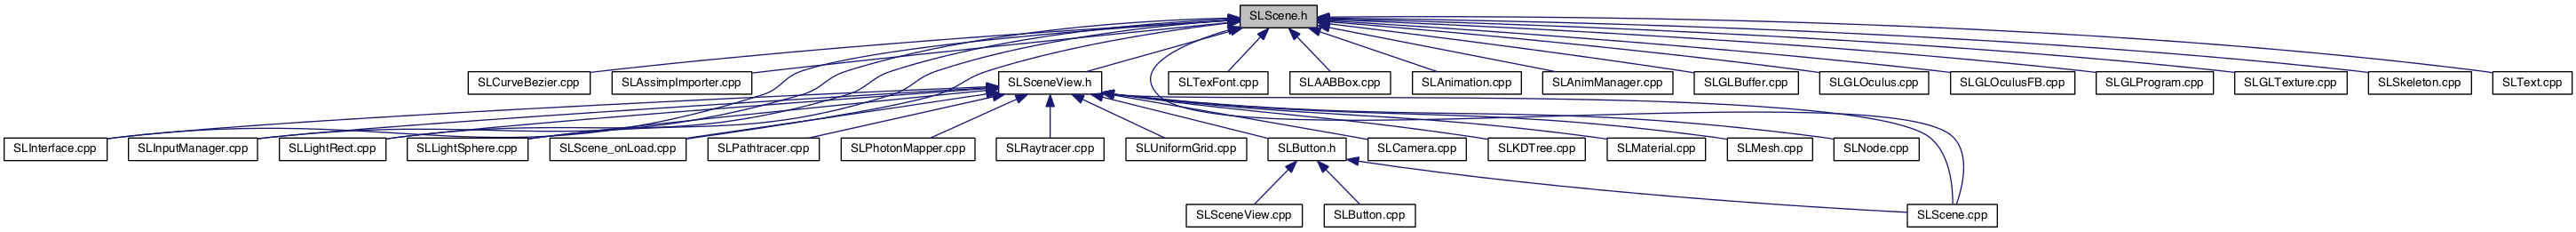 SLScene.h
SLCurveBezier.cpp
SLAssimpImporter.cpp
SLSceneView.h
SLTexFont.cpp
SLAABBox.cpp
SLAnimation.cpp
SLAnimManager.cpp
SLGLBuffer.cpp
SLGLOculus.cpp
SLGLOculusFB.cpp
SLGLProgram.cpp
SLGLTexture.cpp
SLSkeleton.cpp
SLText.cpp
SLInterface.cpp
SLInputManager.cpp
SLLightRect.cpp
SLLightSphere.cpp
SLScene_onLoad.cpp
SLPathtracer.cpp
SLPhotonMapper.cpp
SLRaytracer.cpp
SLUniformGrid.cpp
SLButton.h
SLCamera.cpp
SLKDTree.cpp
SLMaterial.cpp
SLMesh.cpp
SLNode.cpp
SLSceneView.cpp
SLButton.cpp
SLScene.cpp